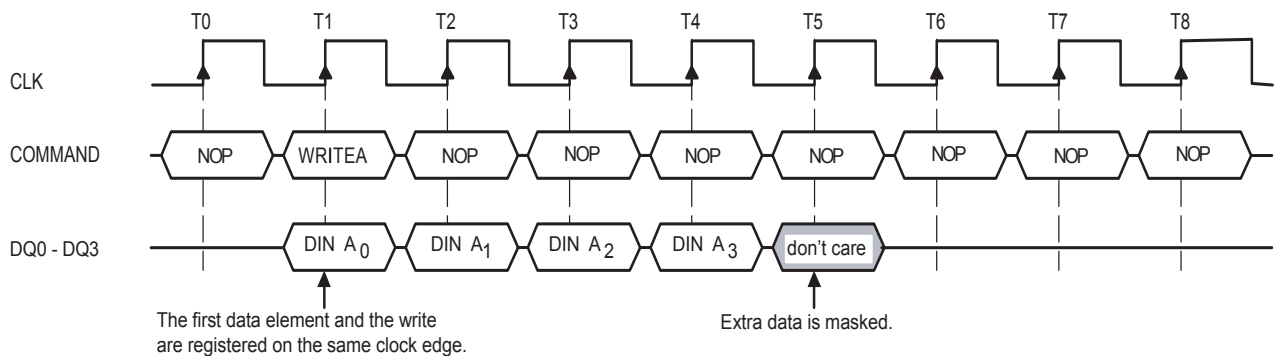 T0 T1 T2 T3 T4 T5 T6 T7 T8
CLK
COMMAND NOP WRITEA NOP NOP NOP NOP NOP NOP NOP
DQ0 - DQ3 DIN A0 DIN A1 DIN A2 DIN A3 don't care
The first data element and the write
are registered on the same clock edge.
Extra data is masked.